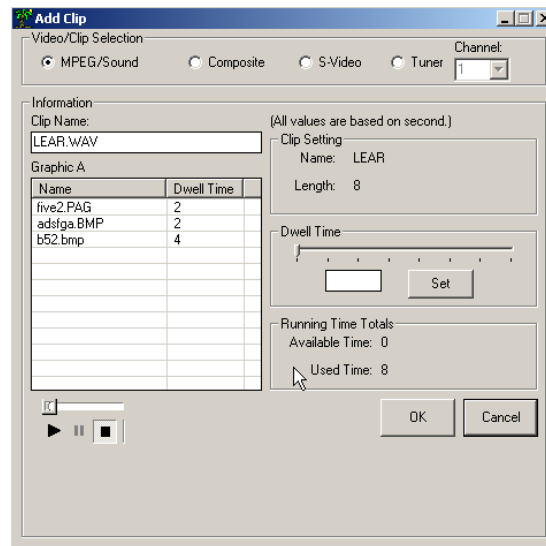 Add Clip
Video/Clip Selection
MPEG/Sound
Composite
S-Video
Tuner
Channel:
1
Information
Clip Name:
LEAR.WAV
Graphic A
Name Dwell Time
five2.PAG 2
adsfga.BMP 2
b52.bmp 4
(All values are based on second.)
Clip Setting
Name: LEAR
Length: 8
Dwell Time
Set
Running Time Totals
Available Time: 0
Used Time: 8
OK
Cancel